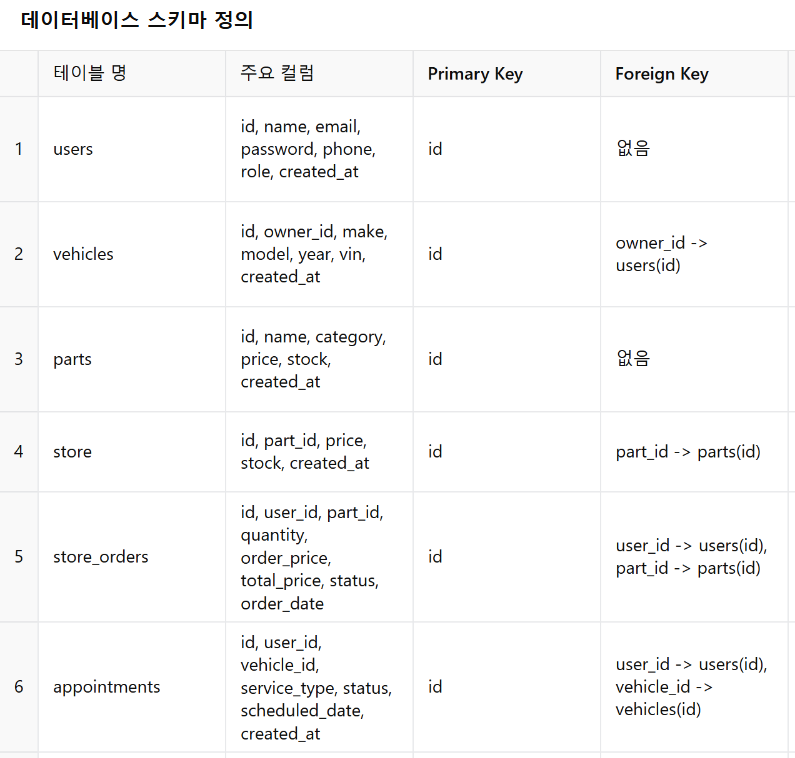 데이터베이스 스키마 정의
테이블 명 주요 컬럼 Primary Key Foreign Key
1 users id, name, email, password, phone, role, created_at id 없음
2 vehicles id, owner_id, make, model, year, vin, created_at id owner_id -> users(id)
3 parts id, name, category, price, stock, created_at id 없음
4 store id, part_id, price, stock, created_at id part_id -> parts(id)
5 store_orders id, user_id, part_id, quantity, order_price, total_price, status, order_date id user_id -> users(id), part_id -> parts(id)
6 appointments id, user_id, vehicle_id, service_type, status, scheduled_date, created_at id user_id -> users(id), vehicle_id -> vehicles(id)